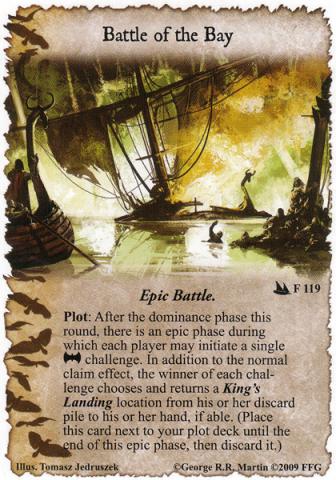 Battle of the Bay
F 119
Epic Battle.
Plot: After the dominance phase this
round, there is an epic phase during
which each player may initiate a single
challenge. In addition to the normal
claim effect, the winner of each chal-
lenge chooses and returns a King's
Landing location from his or her discard
pile to his or her hand, if able. (Place
this card next to your plot deck until the
end of this epic phase, then discard it.)
Illus. Tomasz Jedruszek ©George R.R. Martin ©2009 FFG